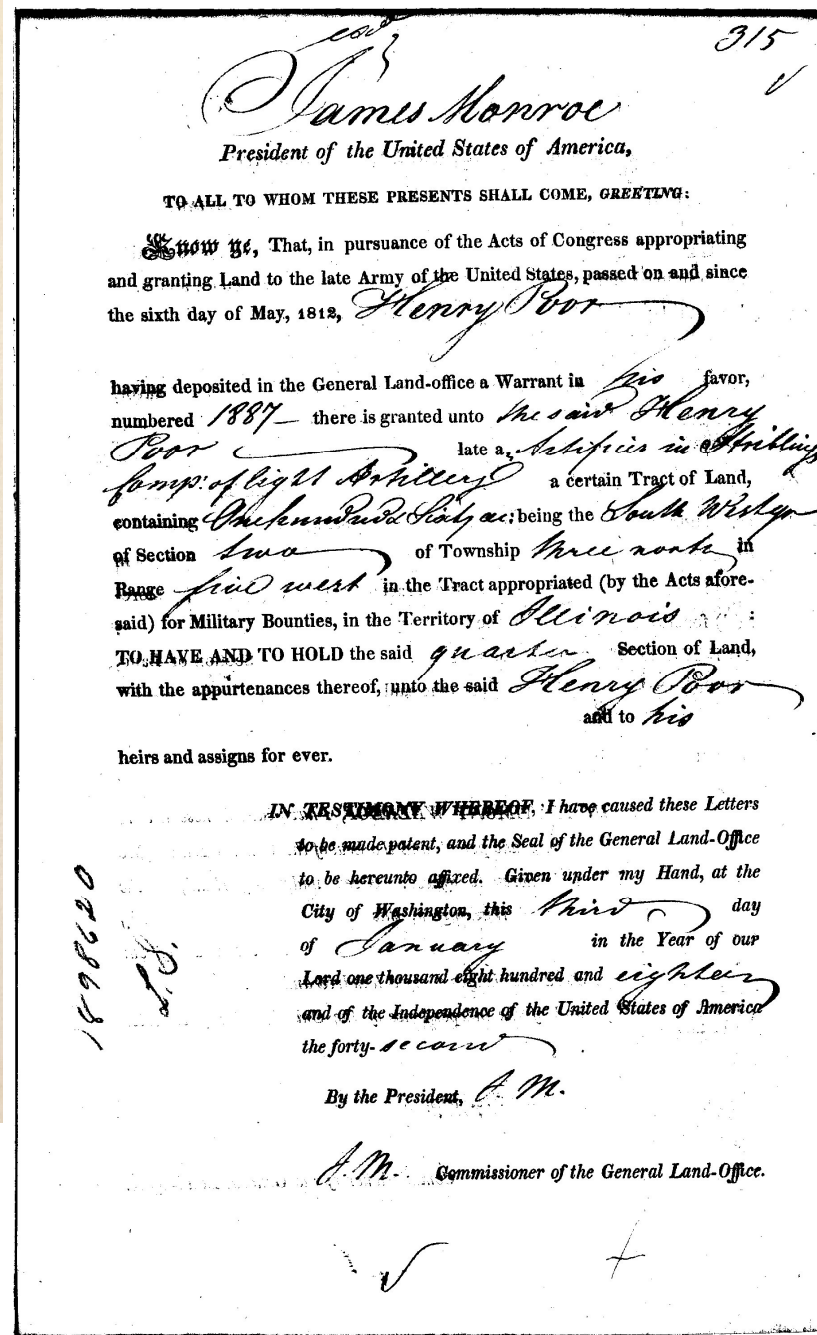 315
James Monroe
President of the United States of America,
TO ALL TO WHOM THESE PRESENTS SHALL COME, GREETING:
Know ye, That, in pursuance of the Acts of Congress appropriating
and granting Land to the late Army of the United States, passed on and since
the sixth day of May, 1812, Henry Poor
having deposited in the General Land-office a Warrant in his favor,
numbered 1887 — there is granted unto the said Henry
Poor late a Artificer in Striblings
Comp: of light Artillery a certain Tract of Land,
containing One hundred & Sixty ac: being the South West qr
of Section two of Township three north in
Range five west in the Tract appropriated (by the Acts afore-
said) for Military Bounties, in the Territory of Illinois :
TO HAVE AND TO HOLD the said quarter Section of Land,
with the appurtenances thereof, unto the said Henry Poor
and to his
heirs and assigns for ever.
IN TESTIMONY WHEREOF, I have caused these Letters
to be made patent, and the Seal of the General Land-Office
to be hereunto affixed. Given under my Hand, at the
City of Washington, this third day
of January in the Year of our
Lord one thousand eight hundred and eighteen
and of the Independence of the United States of America
the forty-second
By the President, J. M.
J. M. Commissioner of the General Land-Office.
1898620
L. S.